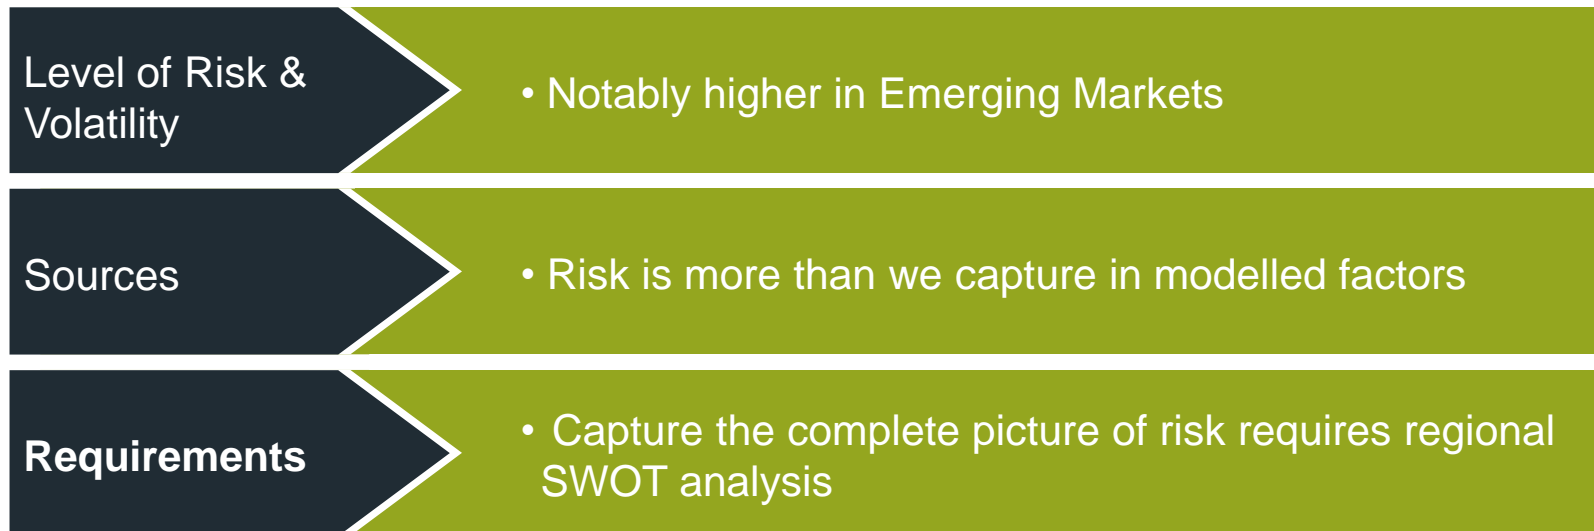 Level of Risk &
Volatility
• Notably higher in Emerging Markets
Sources
• Risk is more than we capture in modelled factors
Requirements
• Capture the complete picture of risk requires regional
SWOT analysis